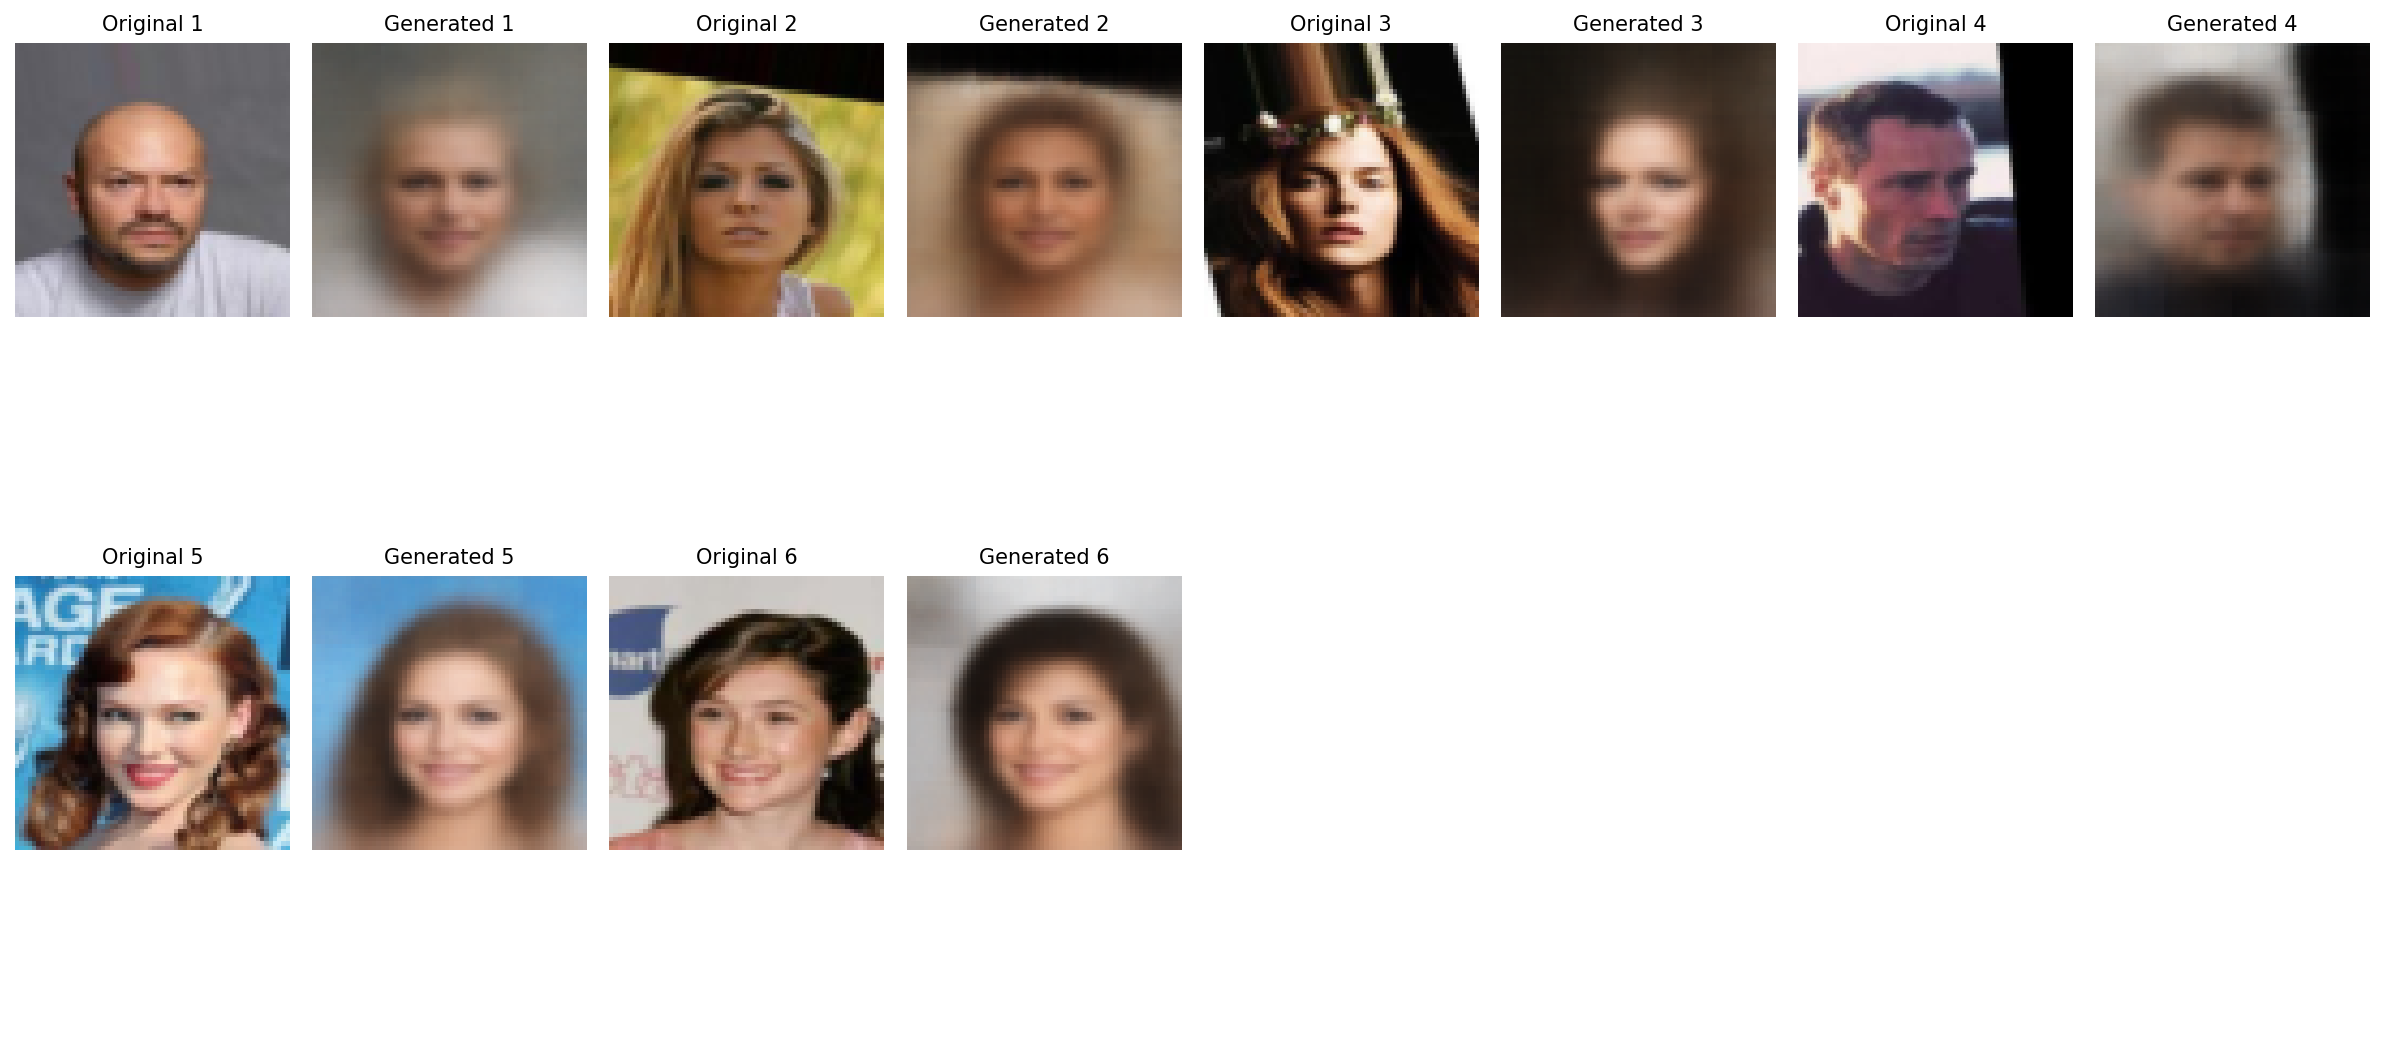 Original 1
Generated 1
Original 2
Generated 2
Original 3
Generated 3
Original 4
Generated 4
Original 5
Generated 5
Original 6
Generated 6
AGE
ARD
mart